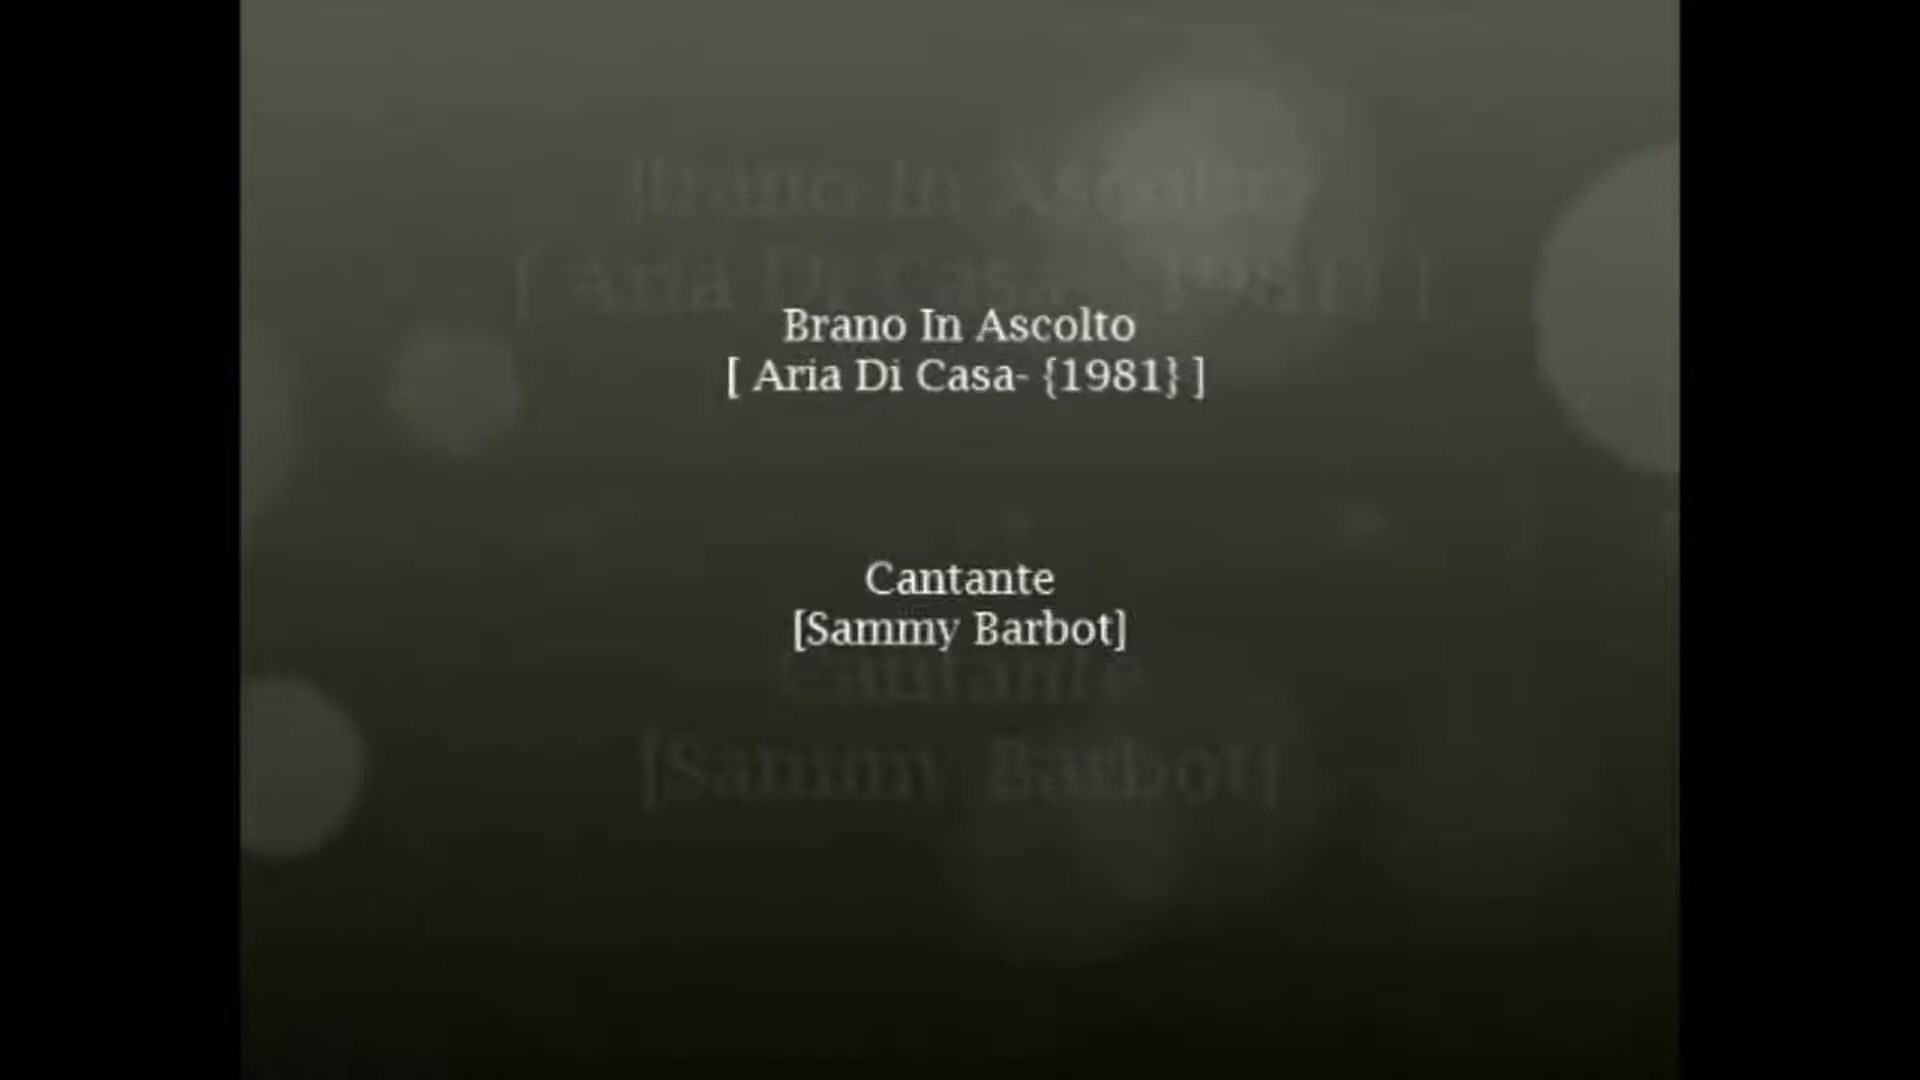 Brano In Ascolto
[ Aria Di Casa- {1981} ]
Cantante
[Sammy Barbot]